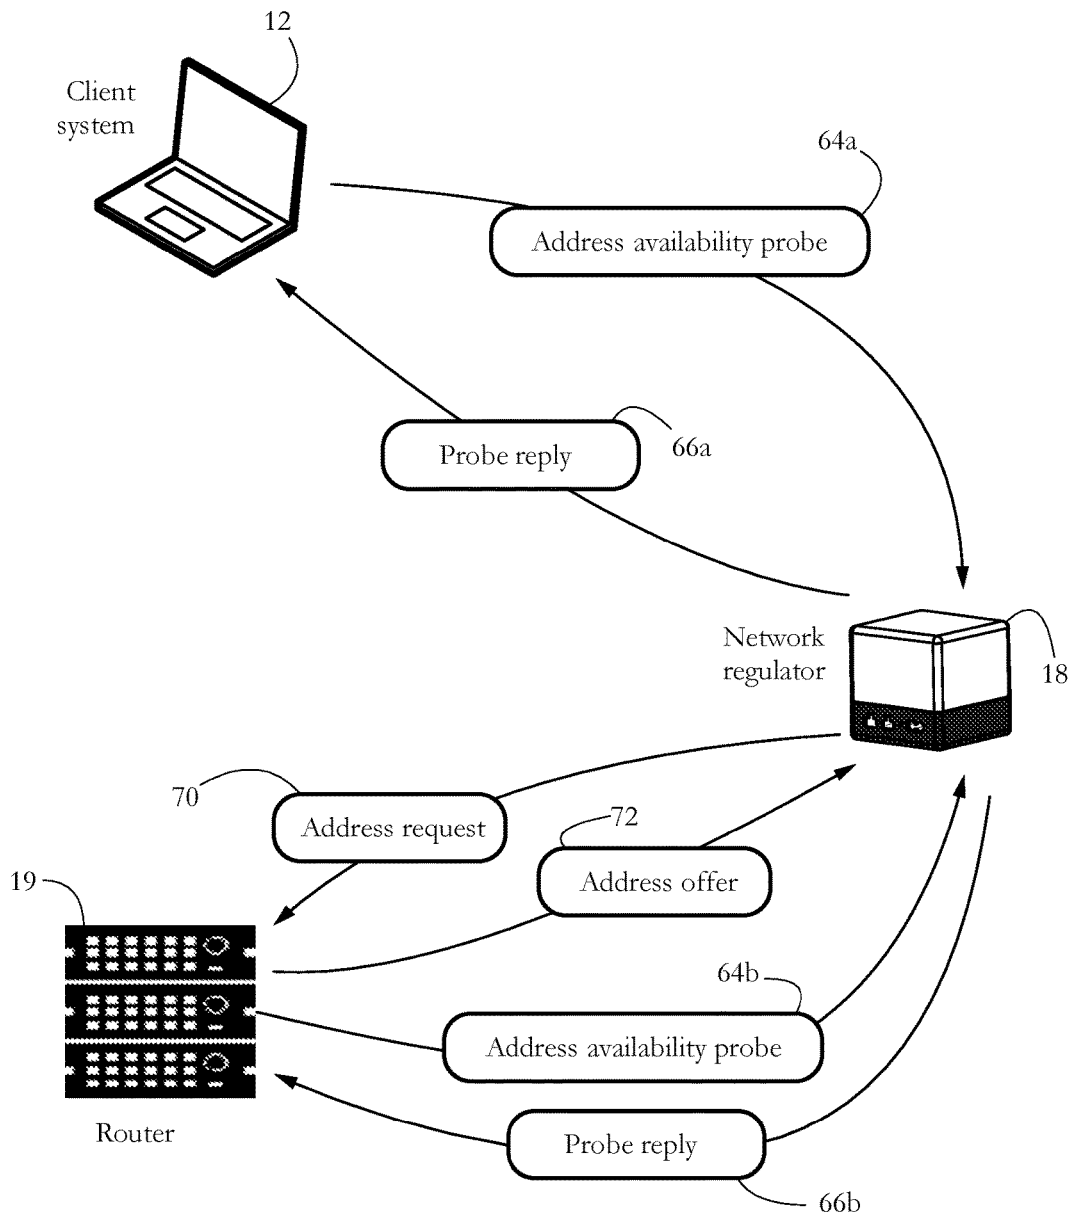 12
Client
system
64a
Address availability probe
Probe reply
66a
Network
regulator
18
70
Address request
72
Address offer
19
64b
Address availability probe
Router
Probe reply
66b